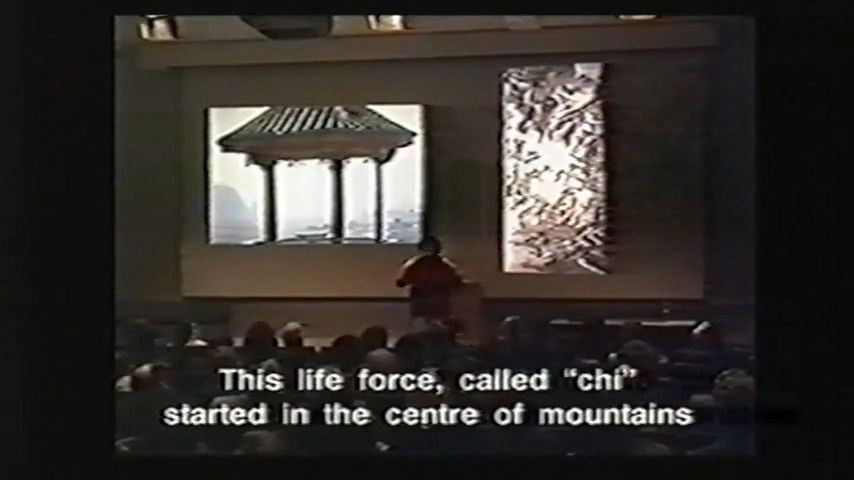 This life force, called “chi”
started in the centre of mountains